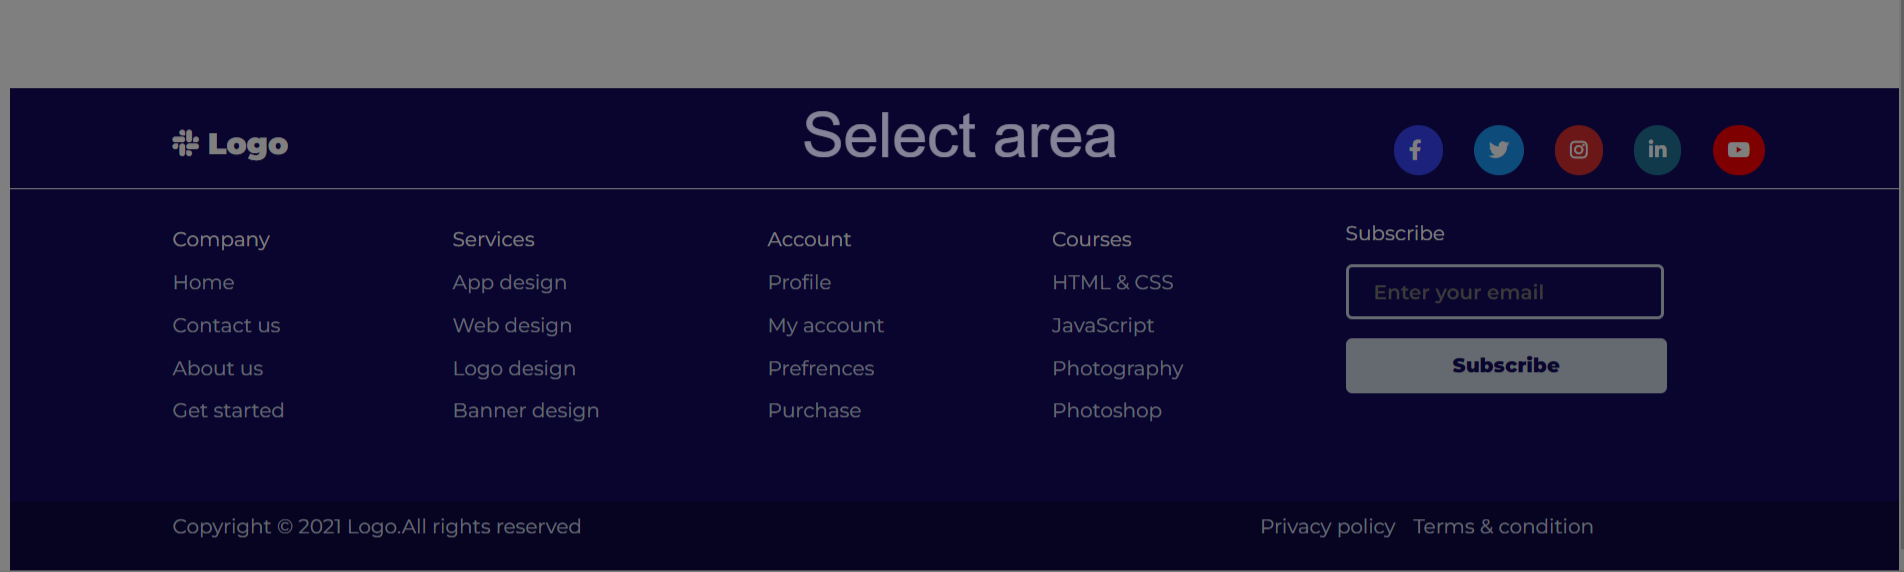 Logo
Select area
Company
Home
Contact us
About us
Get started
Services
App design
Web design
Logo design
Banner design
Account
Profile
My account
Prefrences
Purchase
Courses
HTML & CSS
JavaScript
Photography
Photoshop
Subscribe
Enter your email
Subscribe
Copyright © 2021 Logo.All rights reserved
Privacy policy Terms & condition